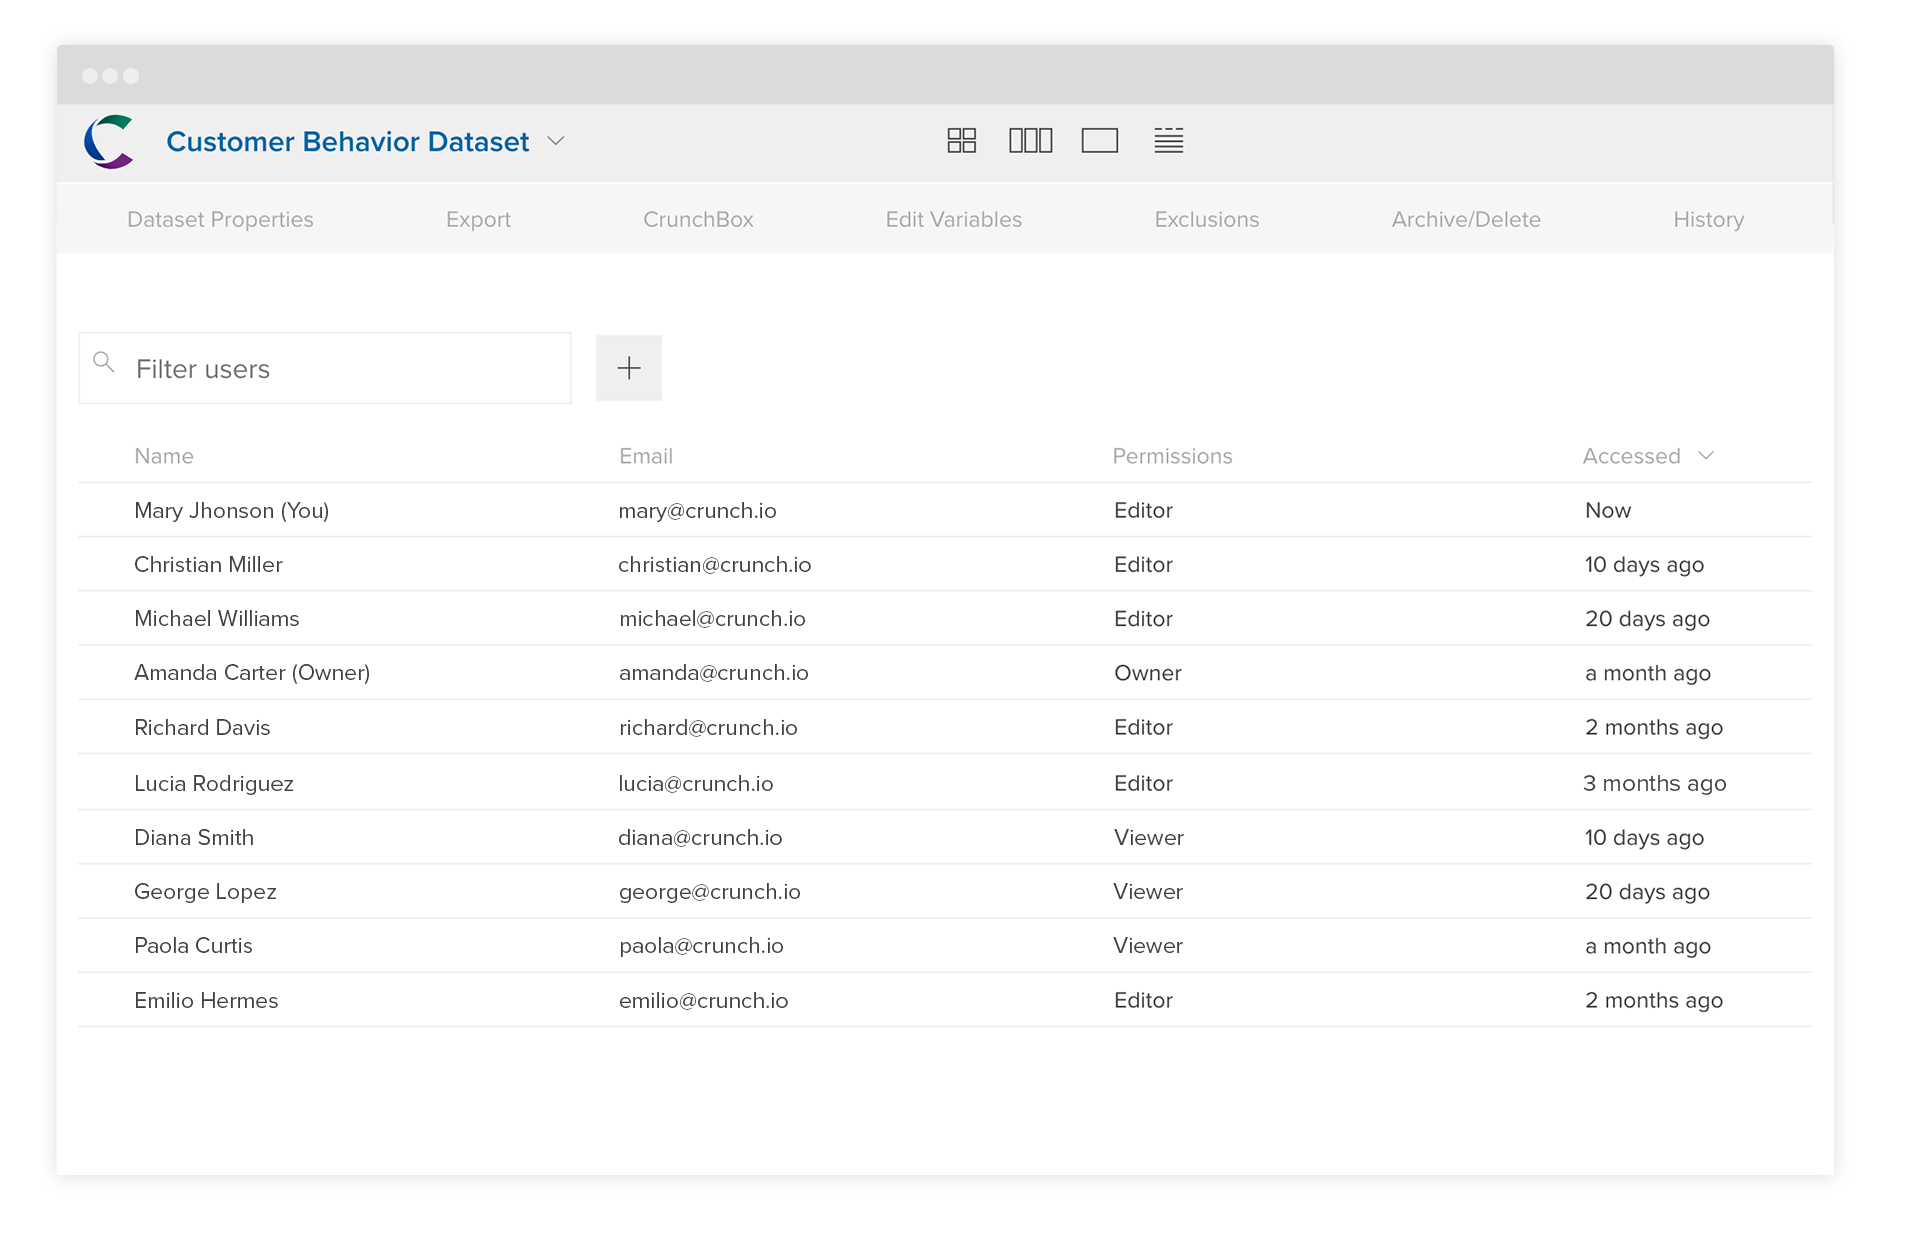 Customer Behavior Dataset
Dataset Properties Export CrunchBox Edit Variables Exclusions Archive/Delete History
Filter users
Name Email Permissions Accessed
Mary Jhonson (You) mary@crunch.io Editor Now
Christian Miller christian@crunch.io Editor 10 days ago
Michael Williams michael@crunch.io Editor 20 days ago
Amanda Carter (Owner) amanda@crunch.io Owner a month ago
Richard Davis richard@crunch.io Editor 2 months ago
Lucia Rodriguez lucia@crunch.io Editor 3 months ago
Diana Smith diana@crunch.io Viewer 10 days ago
George Lopez george@crunch.io Viewer 20 days ago
Paola Curtis paola@crunch.io Viewer a month ago
Emilio Hermes emilio@crunch.io Editor 2 months ago